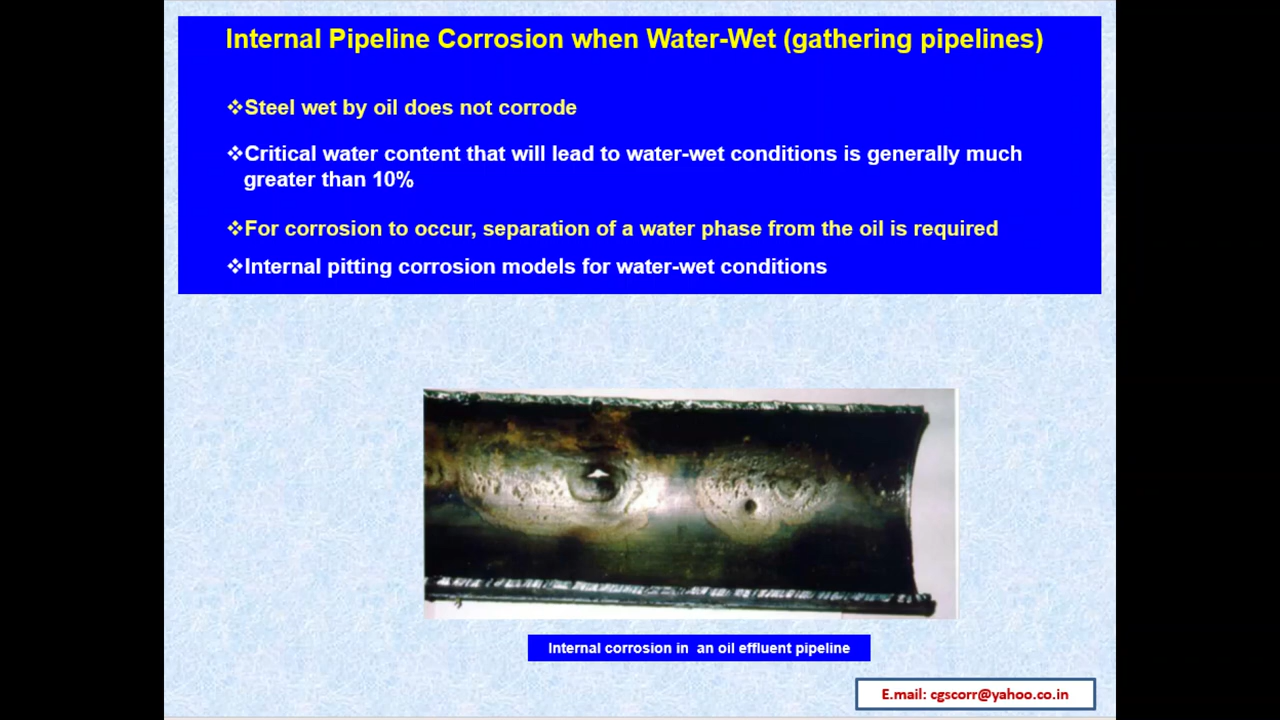 Internal Pipeline Corrosion when Water-Wet (gathering pipelines)
❖Steel wet by oil does not corrode
❖Critical water content that will lead to water-wet conditions is generally much
greater than 10%
❖For corrosion to occur, separation of a water phase from the oil is required
❖Internal pitting corrosion models for water-wet conditions
Internal corrosion in an oil effluent pipeline
E.mail: cgscorr@yahoo.co.in